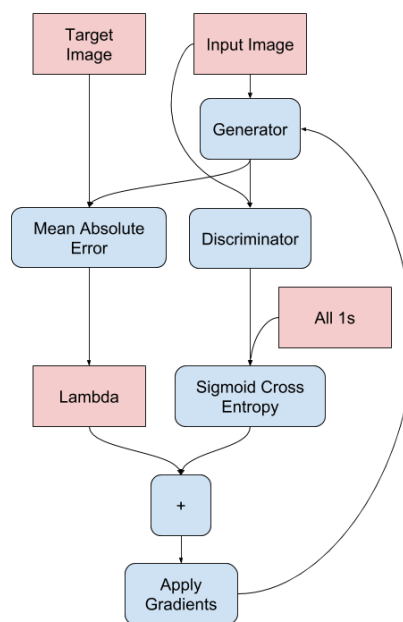 Target
Image
Input Image
Generator
Mean Absolute
Error
Discriminator
All 1s
Lambda
Sigmoid Cross
Entropy
+
Apply
Gradients